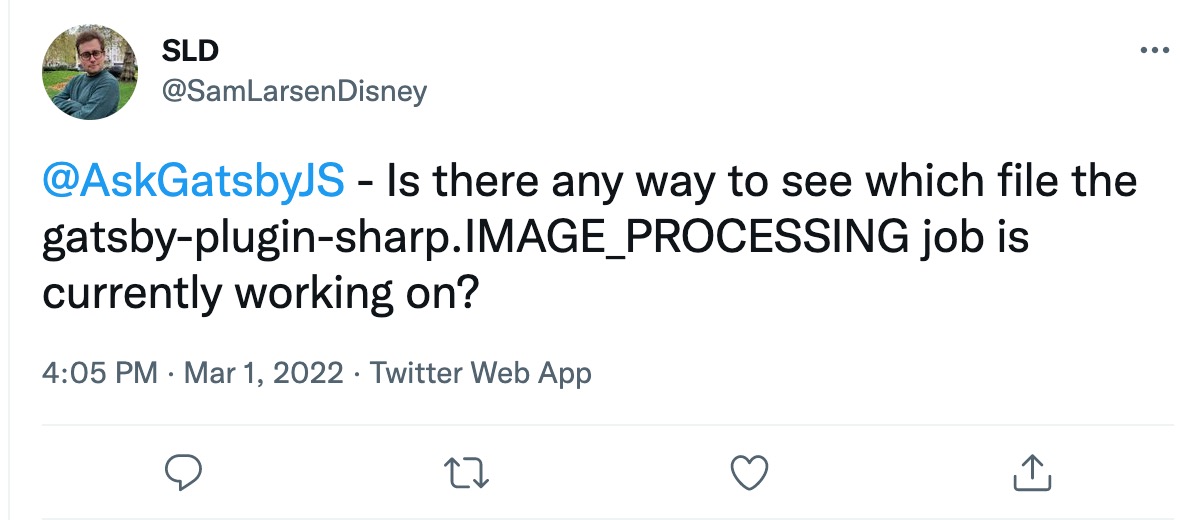 SLD
@SamLarsenDisney
@AskGatsbyJS - Is there any way to see which file the
gatsby-plugin-sharp.IMAGE_PROCESSING job is
currently working on?
4:05 PM · Mar 1, 2022 · Twitter Web App